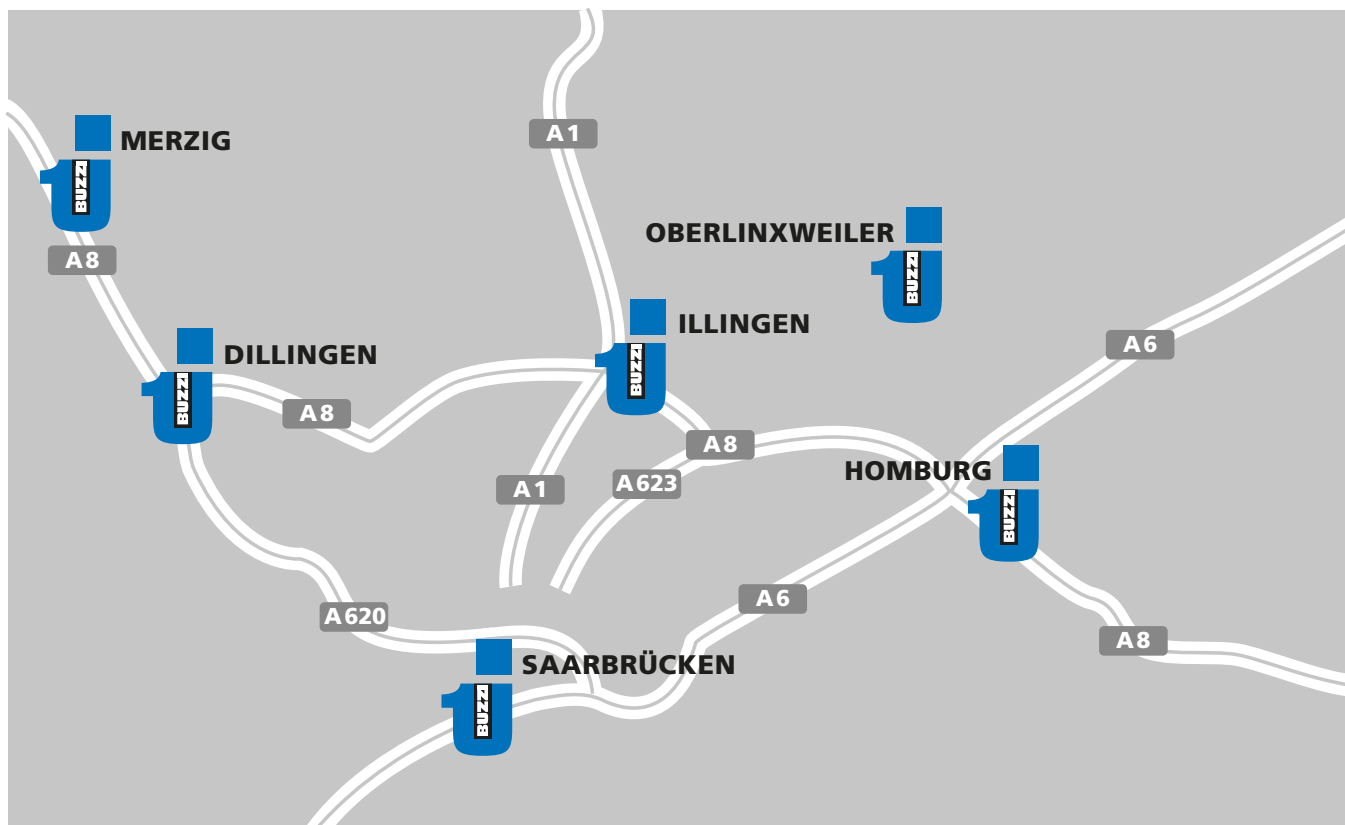 A1
MERZIG
BUZZI
OBERLINXWEILER
A8
BUZZI
ILLINGEN
DILLINGEN
A6
BUZZI
BUZZI
A8
A8
HOMBURG
A1
A623
BUZZI
A6
A620
A8
SAARBRÜCKEN
BUZZI